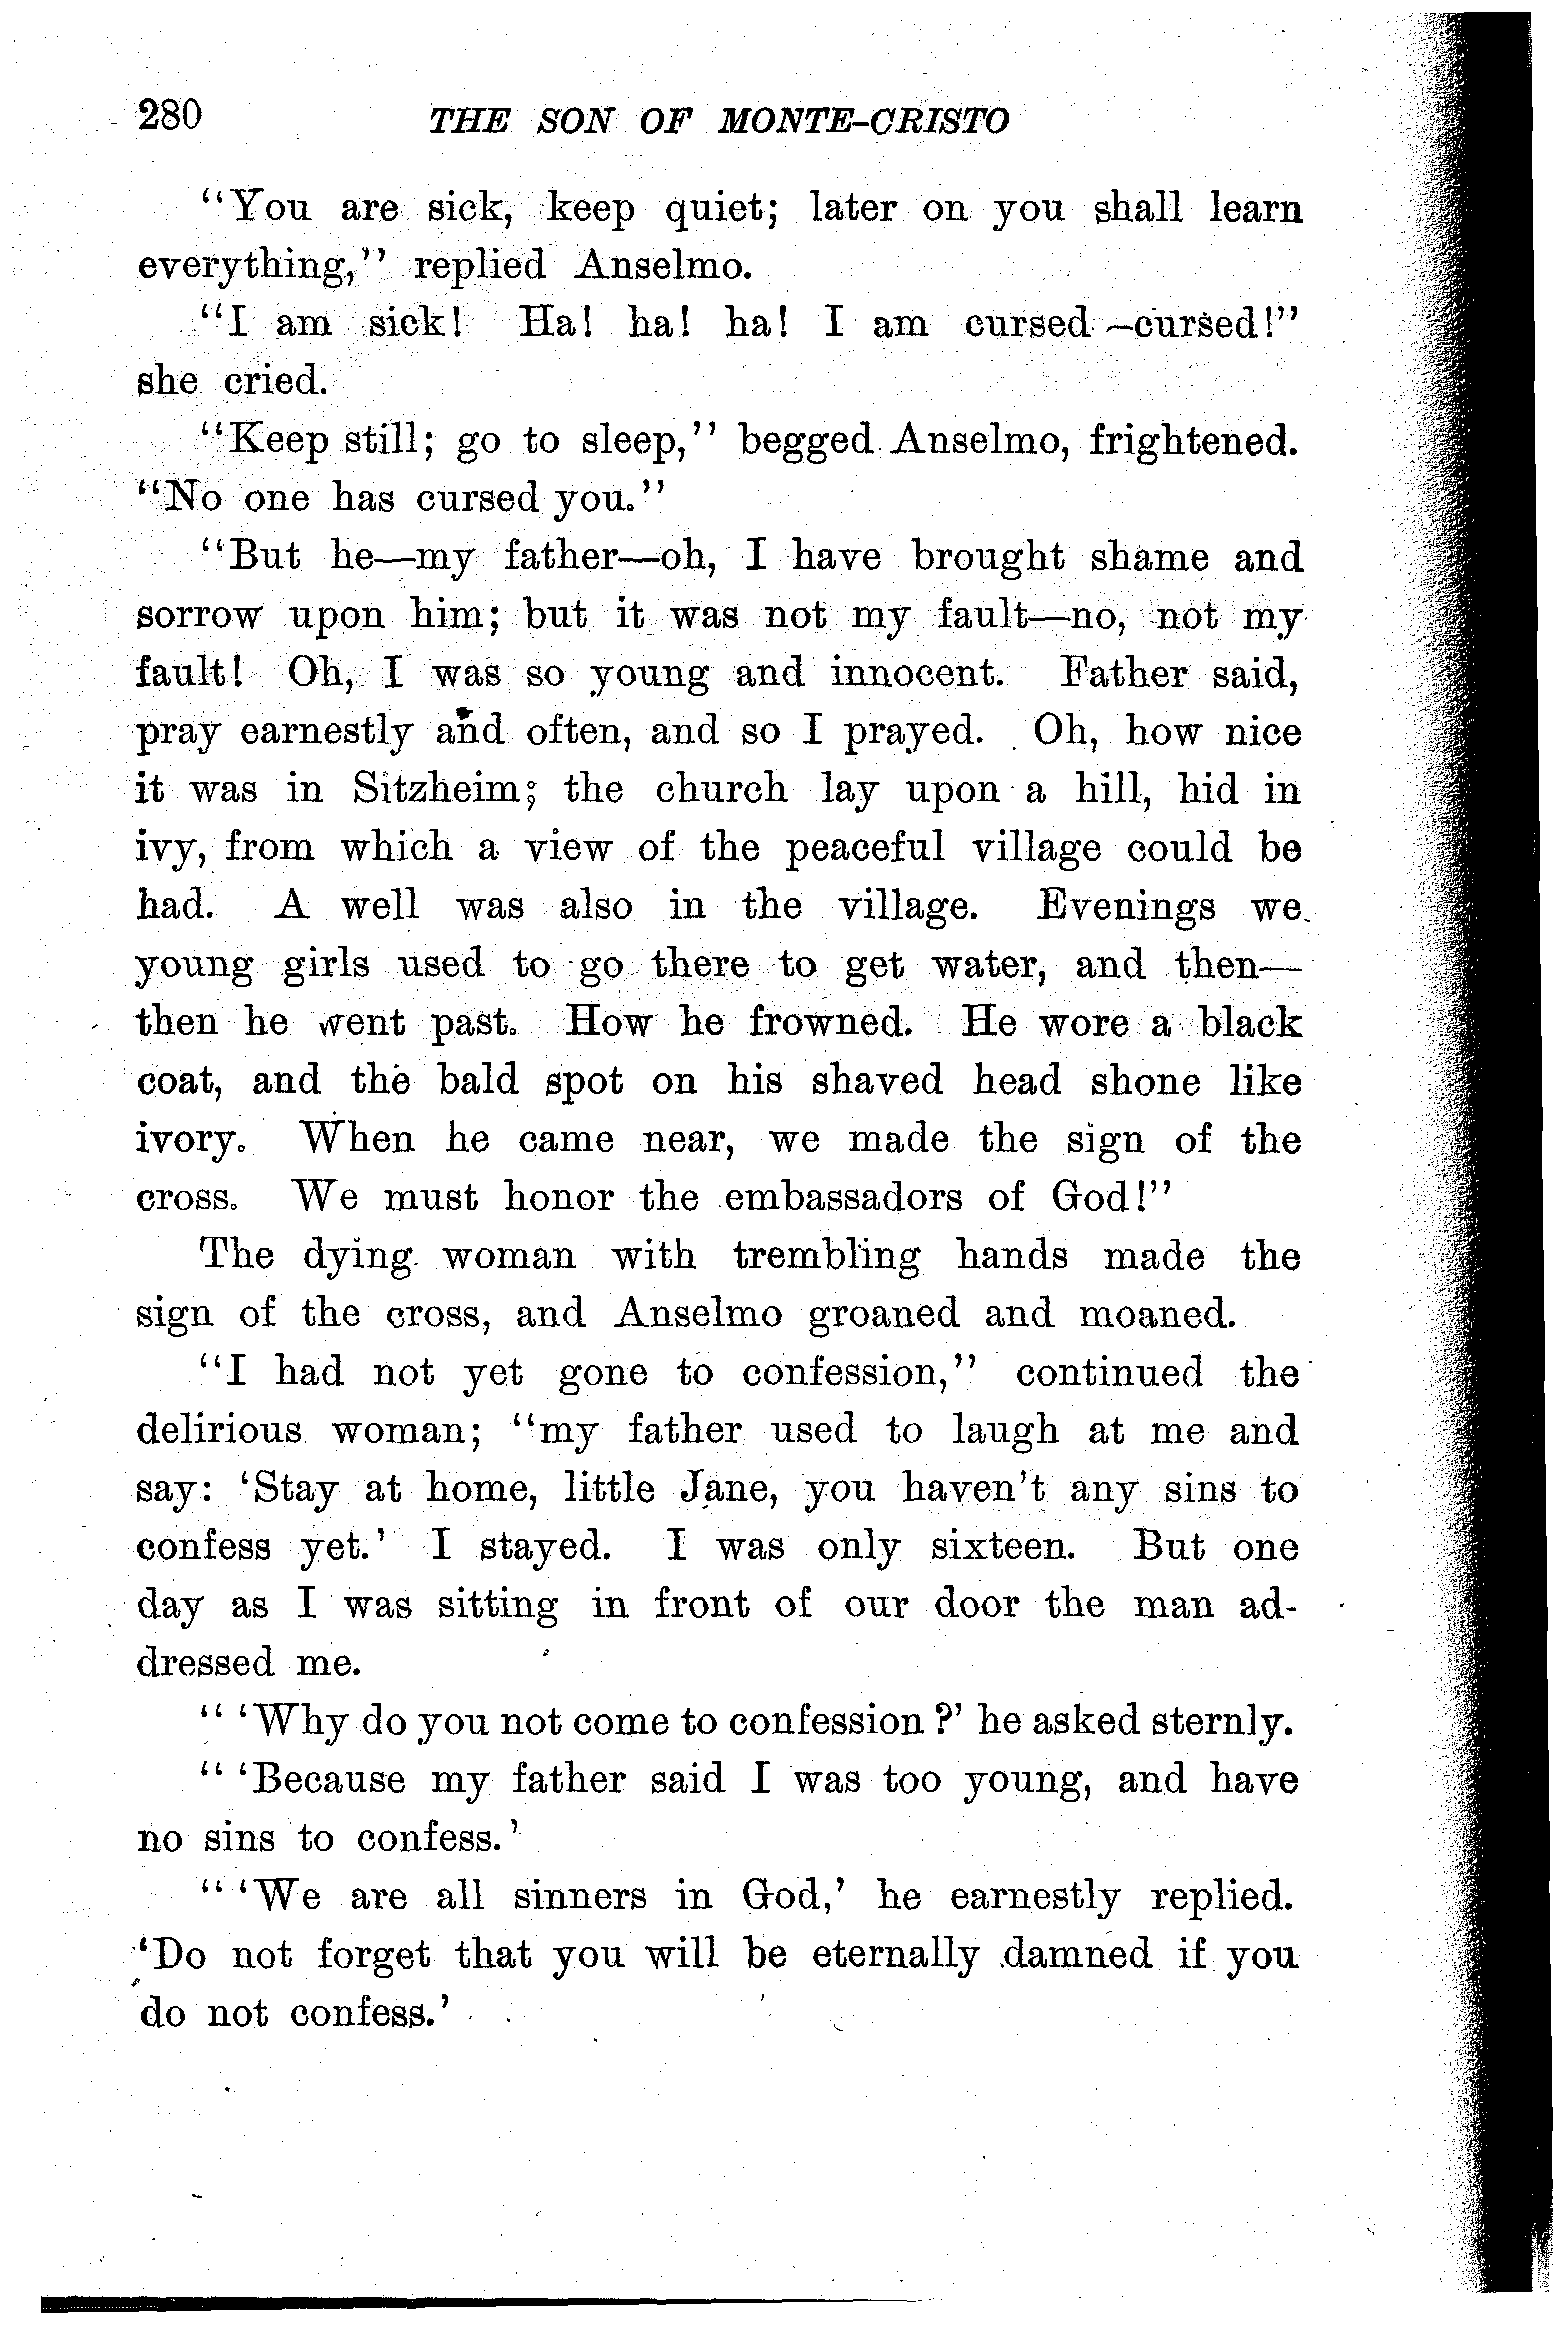 280 THE SON OF MONTE-CRISTO
"You are sick, keep quiet; later on you shall learn
everything," replied Anselmo.
"I am sick! Ha! ha! ha! I am cursed—cursed!"
she cried.
"Keep still; go to sleep," begged Anselmo, frightened.
"No one has cursed you."
"But he—my father—oh, I have brought shame and
sorrow upon him; but it was not my fault—no, not my
fault! Oh, I was so young and innocent. Father said,
pray earnestly and often, and so I prayed. Oh, how nice
it was in Sitzheim; the church lay upon a hill, hid in
ivy, from which a view of the peaceful village could be
had. A well was also in the village. Evenings we
young girls used to go there to get water, and then—
then he went past. How he frowned. He wore a black
coat, and the bald spot on his shaved head shone like
ivory. When he came near, we made the sign of the
cross. We must honor the embassadors of God!"
The dying woman with trembling hands made the
sign of the cross, and Anselmo groaned and moaned.
"I had not yet gone to confession," continued the
delirious woman; "my father used to laugh at me and
say: 'Stay at home, little Jane, you haven't any sins to
confess yet.' I stayed. I was only sixteen. But one
day as I was sitting in front of our door the man ad-
dressed me.
" 'Why do you not come to confession?' he asked sternly.
" 'Because my father said I was too young, and have
no sins to confess.'
" 'We are all sinners in God,' he earnestly replied.
'Do not forget that you will be eternally damned if you
do not confess.'